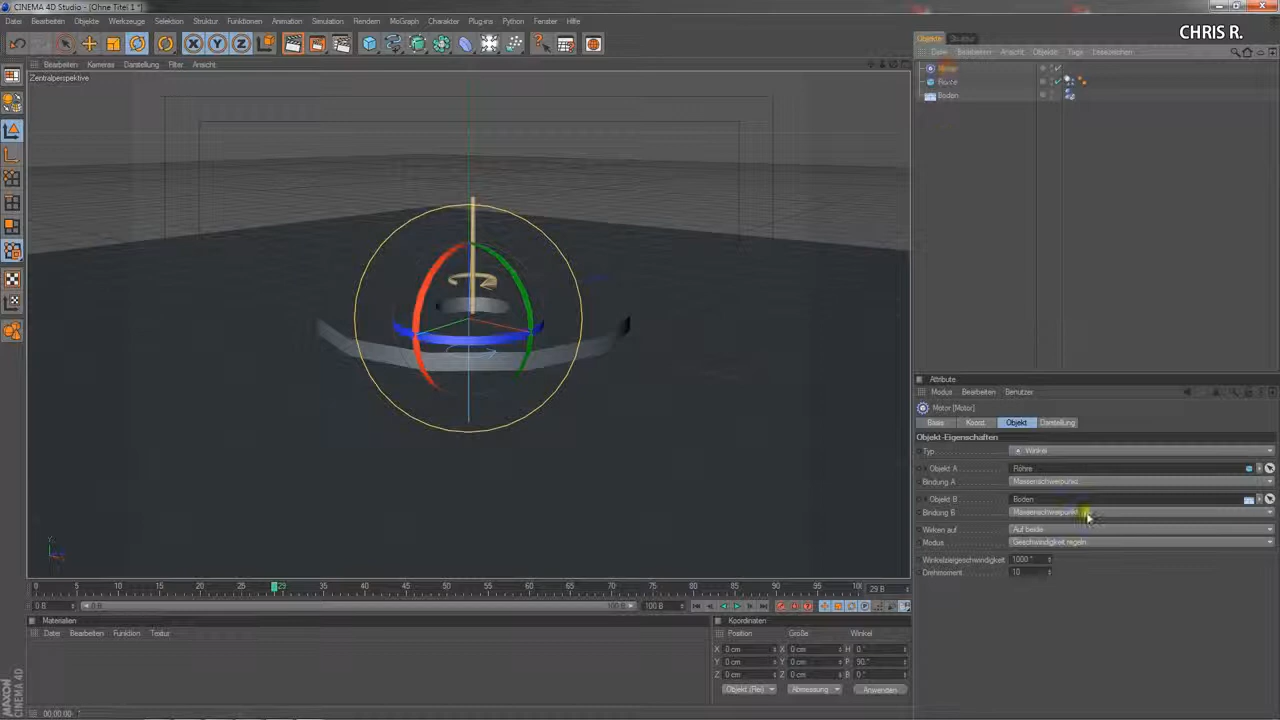 CINEMA 4D Studio - [Ohne Titel 1 *]
Datei Bearbeiten Objekte Werkzeuge Selektion Struktur Funktionen Animation Simulation Rendern MoGraph Charakter Plug-ins Python Fenster Hilfe
CHRIS R.
Objekte Struktur
Datei Bearbeiten Ansicht Objekte Tags Lesezeichen
X Y Z
Bearbeiten Kameras Darstellung Filter Ansicht
Zentralperspektive
Motor
Röhre
Boden
Attribute
Modus Bearbeiten Benutzer
Motor [Motor]
Basis Koord. Objekt Darstellung
Objekt-Eigenschaften
Typ Winkel
Objekt A Röhre
Bindung A Massenschwerpunkt
Objekt B Boden
Bindung B Massenschwerpunkt
Wirken auf Auf beide
Modus Geschwindigkeit regeln
Winkelzielgeschwindigkeit 1000 °
Drehmoment 10
Y
0 5 10 15 20 25 29 35 40 45 50 55 60 65 70 75 80 85 90 95 100 29 B
0 B 0 B 100 B 100 B
Materialien
Datei Bearbeiten Funktion Textur
Koordinaten
Position Größe Winkel
X 0 cm X 0 cm H 0 °
Y 0 cm Y 0 cm P 90 °
Z 0 cm Z 0 cm B 0 °
Objekt (Rel) Abmessung Anwenden
MAXON CINEMA 4D
00:00:00